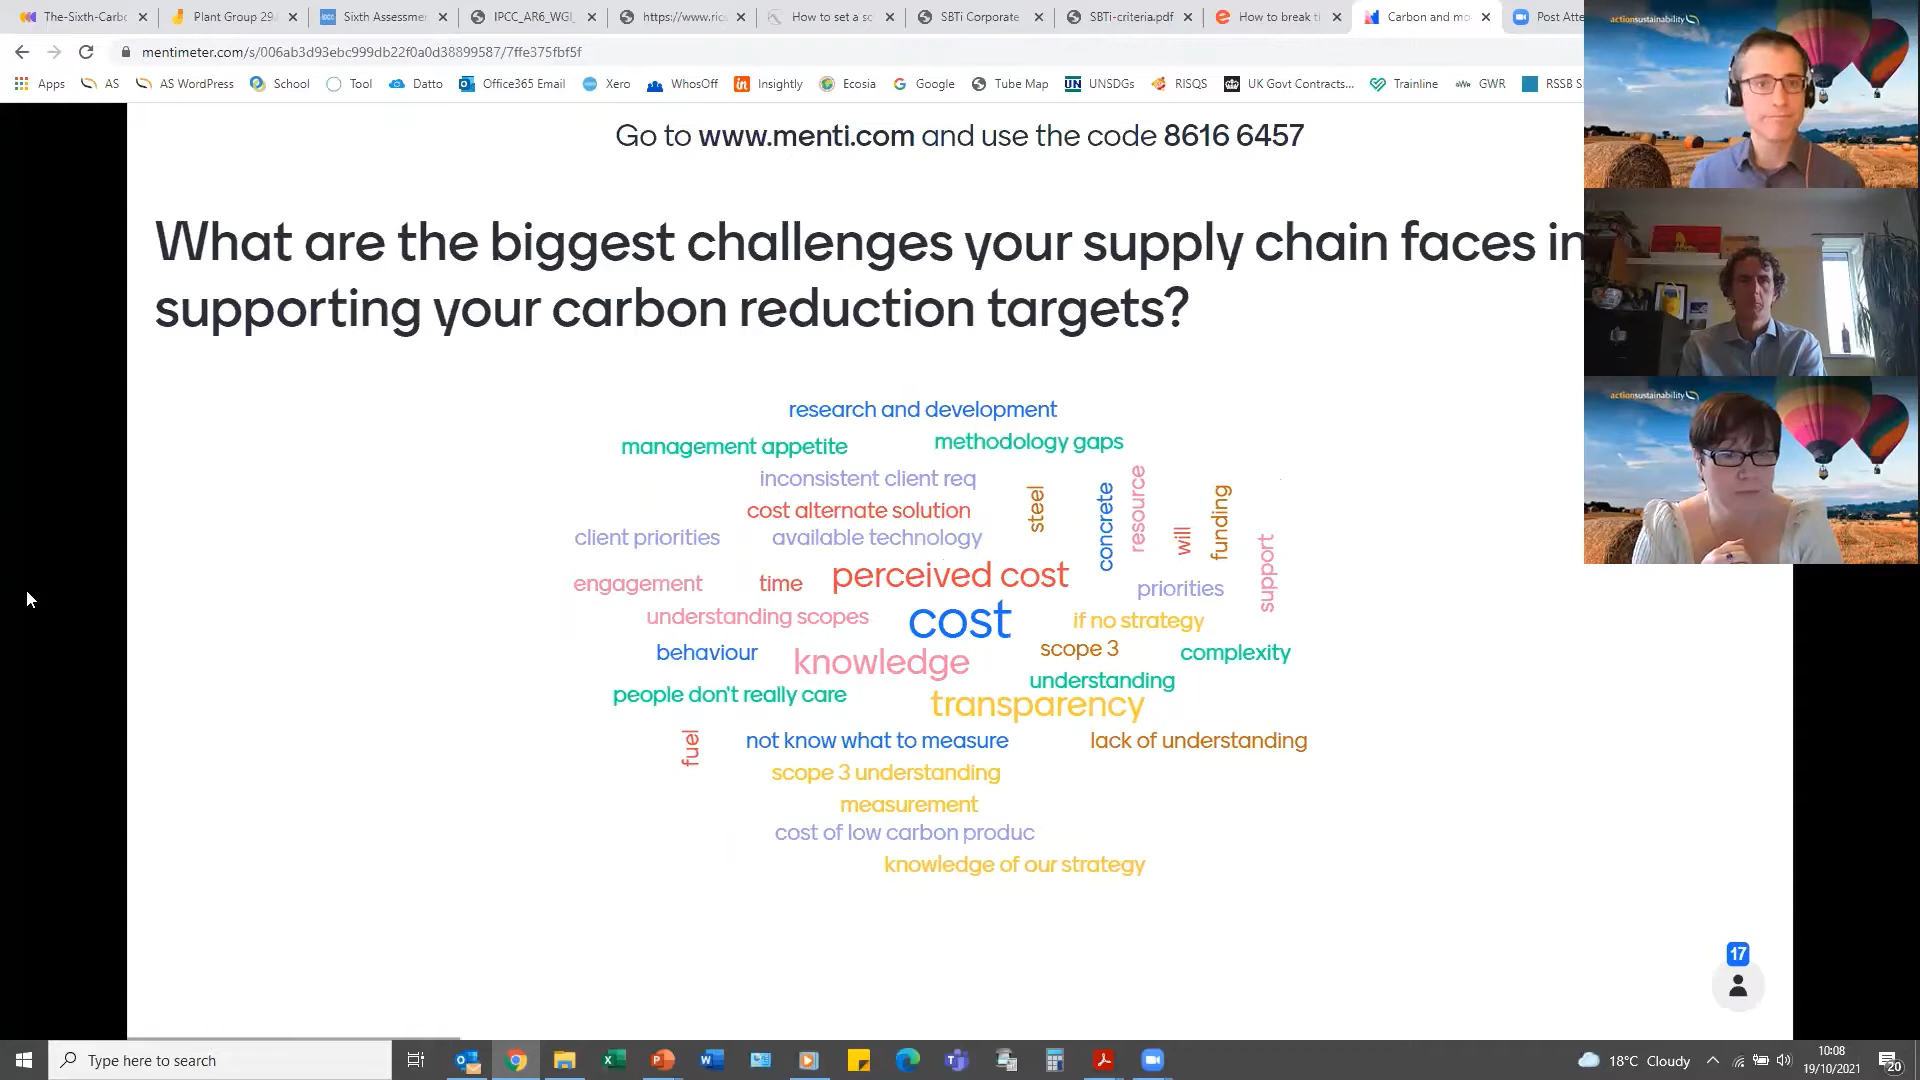 The-Sixth-Carbo
Plant Group 29
Sixth Assessme
IPCC_AR6_WGI_
https://www.rics
How to set a sc
SBTi Corporate
SBTi-criteria.pdf
How to break t
Carbon and mo
Post Atte
mentimeter.com/s/006ab3d93ebc999db22f0a0d38899587/7ffe375fbf5f
Apps
AS
AS WordPress
School
Tool
Datto
Office365 Email
Xero
WhosOff
Insightly
Ecosia
Google
Tube Map
UNSDGs
RISQS
UK Govt Contracts...
Trainline
GWR
RSSB S
actionsustainability
Go to www.menti.com and use the code 8616 6457
What are the biggest challenges your supply chain faces in
supporting your carbon reduction targets?
actionsustainability
research and development
management appetite
methodology gaps
inconsistent client req
cost alternate solution
steel
concrete
resource
will
funding
support
client priorities
available technology
engagement
time
perceived cost
priorities
understanding scopes
cost
if no strategy
behaviour
knowledge
scope 3
complexity
understanding
people don't really care
transparency
fuel
not know what to measure
lack of understanding
scope 3 understanding
measurement
cost of low carbon produc
knowledge of our strategy
17
Type here to search
18°C Cloudy
10:08
19/10/2021
20